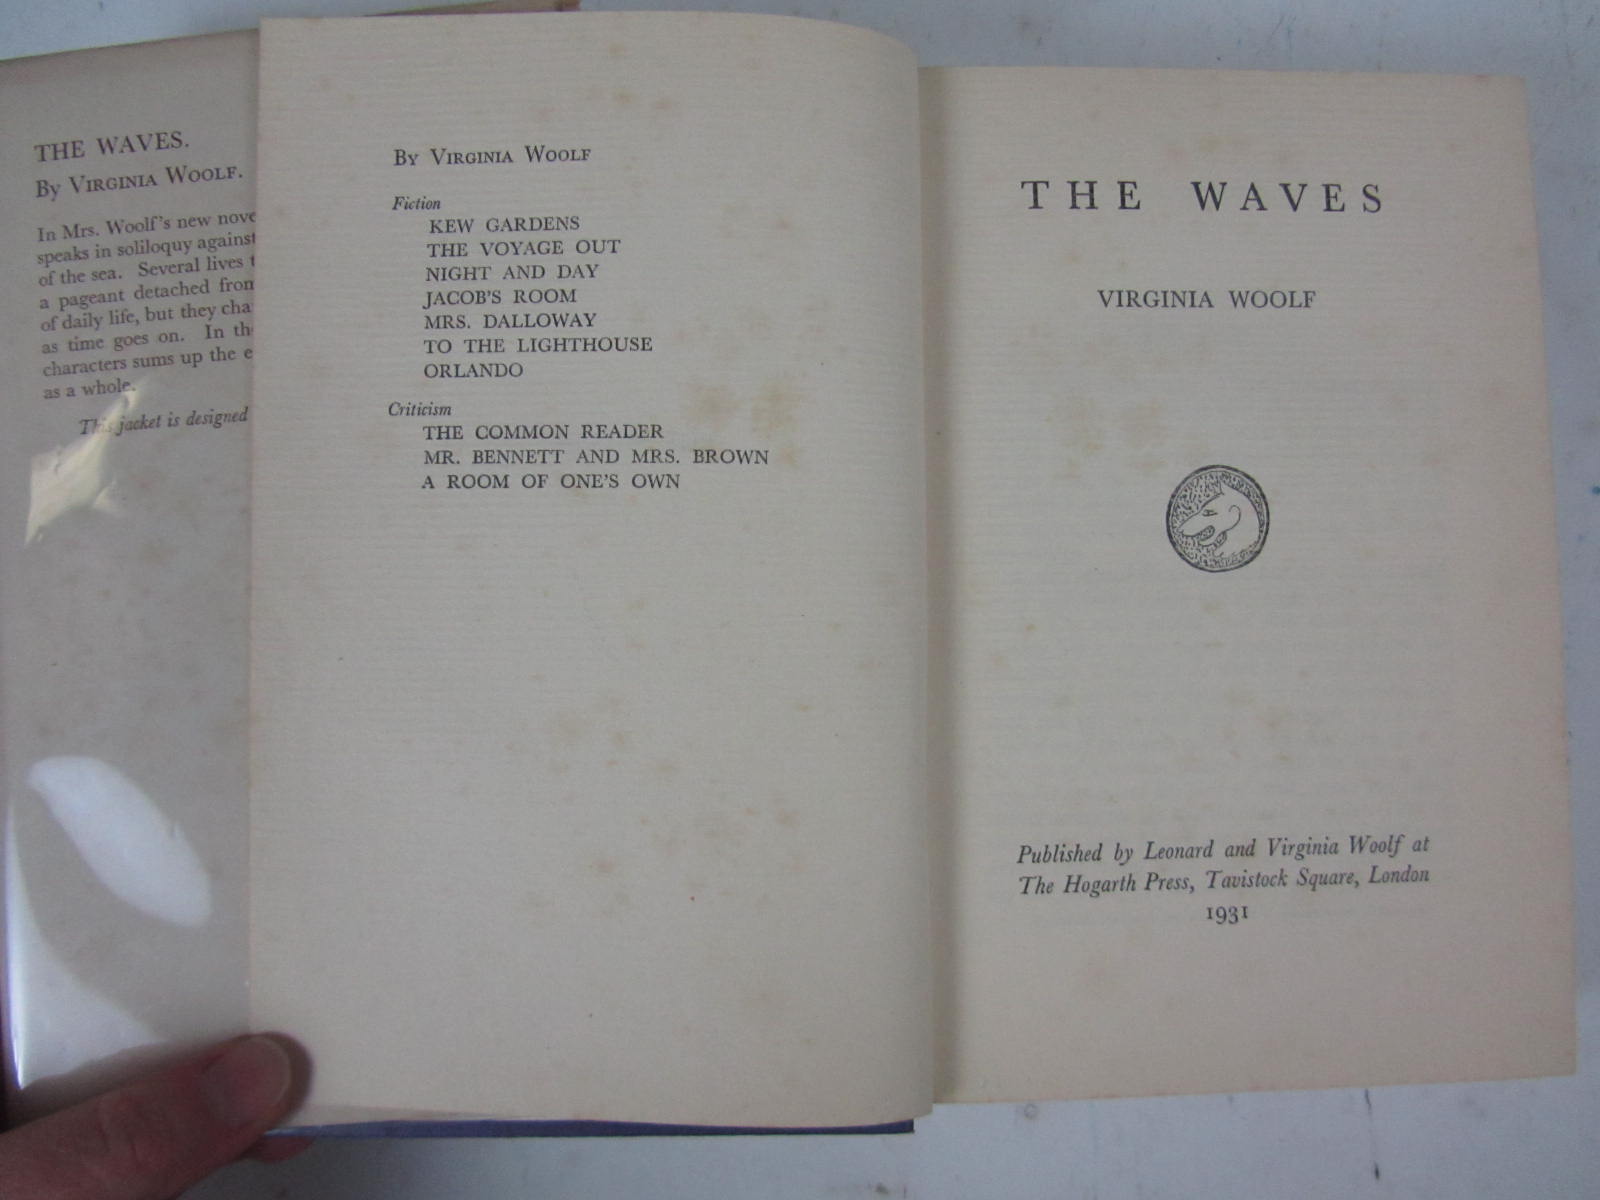 THE WAVES.
By VIRGINIA WOOLF.
In Mrs. Woolf's new
speaks in soliloquy against
of the sea. Several lives
a pageant detached
of daily life, but they
as time goes on. In
characters sums up the
as a whole.
This jacket is designed
By VIRGINIA WOOLF
Fiction
KEW GARDENS
THE VOYAGE OUT
NIGHT AND DAY
JACOB'S ROOM
MRS. DALLOWAY
TO THE LIGHTHOUSE
ORLANDO
Criticism
THE COMMON READER
MR. BENNETT AND MRS. BROWN
A ROOM OF ONE'S OWN
THE WAVES
VIRGINIA WOOLF
Published by Leonard and Virginia Woolf at
The Hogarth Press, Tavistock Square, London
1931